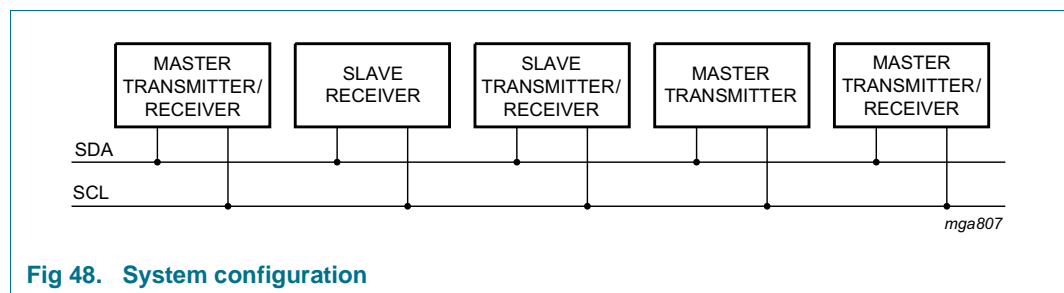 MASTER
TRANSMITTER/
RECEIVER
SLAVE
RECEIVER
SLAVE
TRANSMITTER/
RECEIVER
MASTER
TRANSMITTER
MASTER
TRANSMITTER/
RECEIVER
SDA
SCL
mga807
Fig 48. System configuration